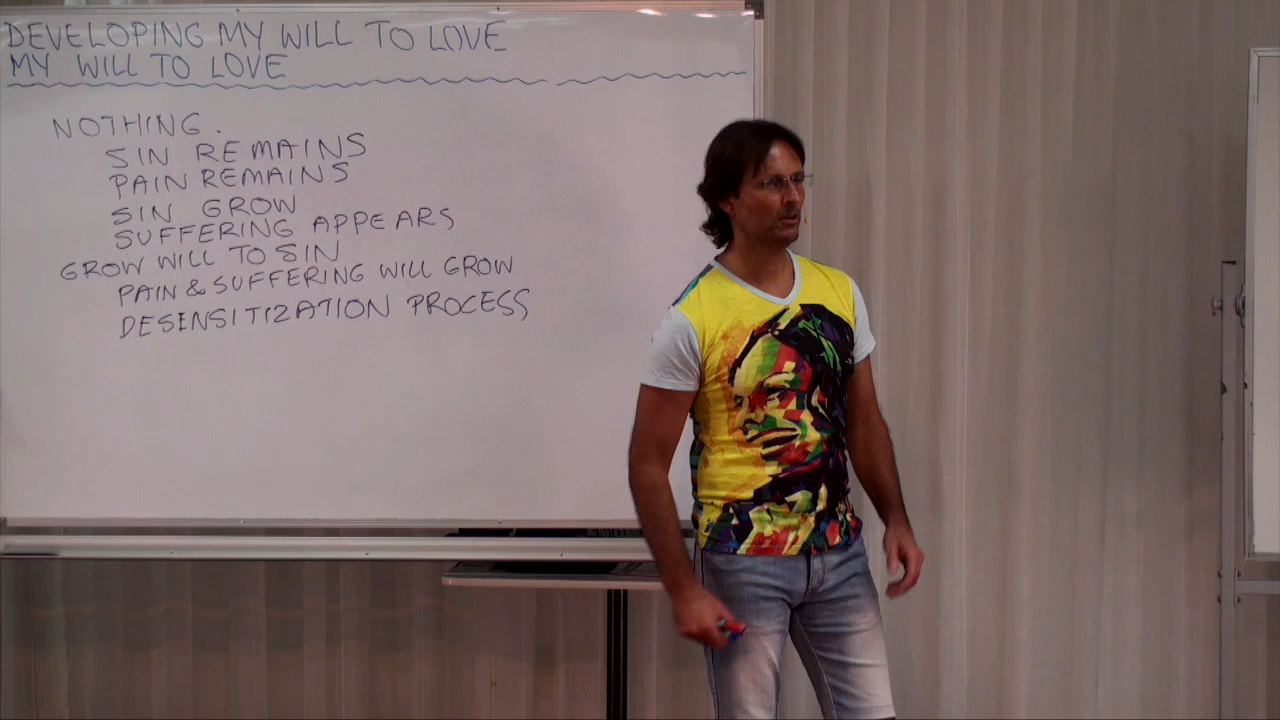 DEVELOPING MY WILL TO LOVE
MY WILL TO LOVE
NOTHING.
SIN REMAINS
PAIN REMAINS
SIN GROW
SUFFERING APPEARS
GROW WILL TO SIN
PAIN & SUFFERING WILL GROW
DESENSITIZATION PROCESS